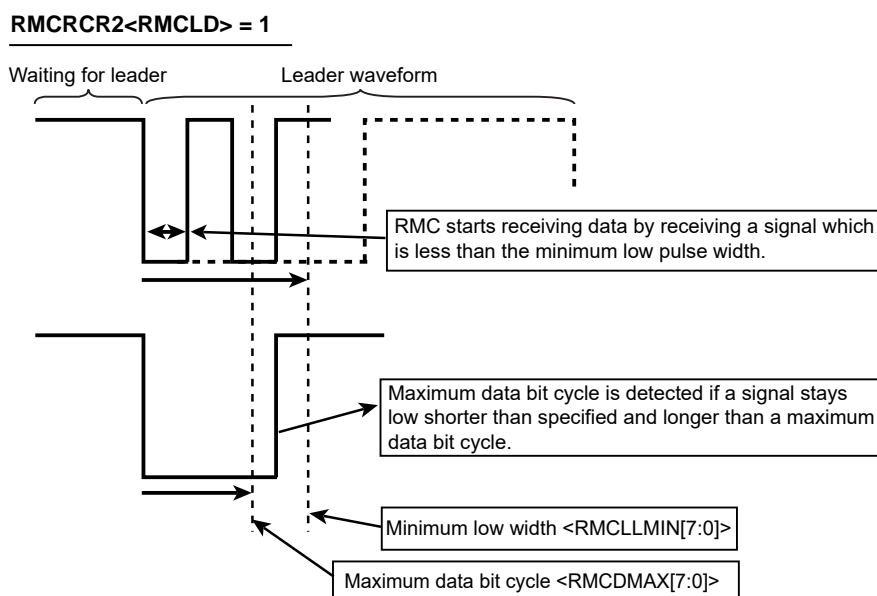 RMCRCR2<RMCLD> = 1
Waiting for leader
Leader waveform
RMC starts receiving data by receiving a signal which
is less than the minimum low pulse width.
Maximum data bit cycle is detected if a signal stays
low shorter than specified and longer than a maximum
data bit cycle.
Minimum low width <RMCLLMIN[7:0]>
Maximum data bit cycle <RMCDMAX[7:0]>